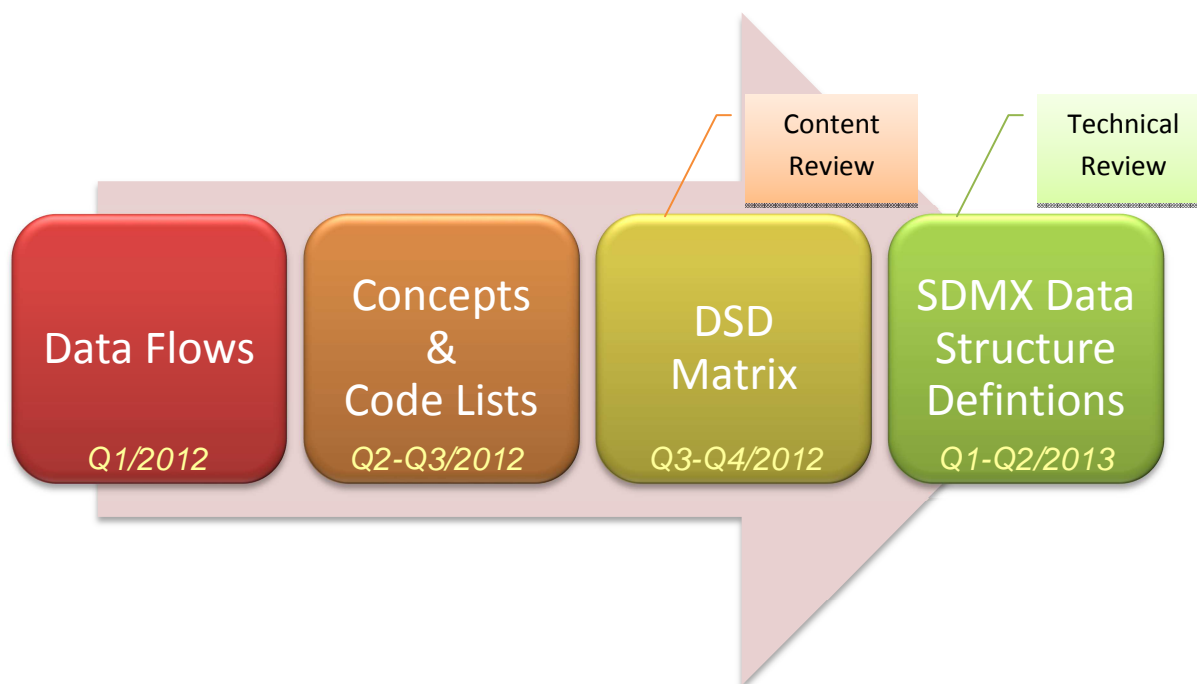 Content
Review
Technical
Review
Data Flows
Q1/2012
Concepts
&
Code Lists
Q2-Q3/2012
DSD
Matrix
Q3-Q4/2012
SDMX Data
Structure
Defintions
Q1-Q2/2013